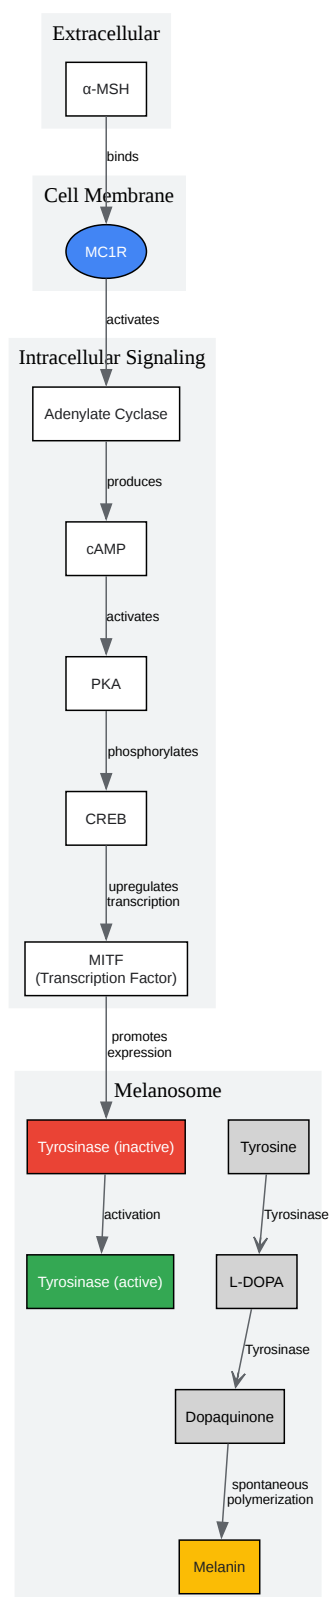 Extracellular
α-MSH
binds
Cell Membrane
MC1R
activates
Intracellular Signaling
Adenylate Cyclase
produces
cAMP
activates
PKA
phosphorylates
CREB
upregulates
transcription
MITF
(Transcription Factor)
promotes
expression
Melanosome
Tyrosinase (inactive)
Tyrosine
activation
Tyrosinase
Tyrosinase (active)
L-DOPA
Tyrosinase
Dopaquinone
spontaneous
polymerization
Melanin